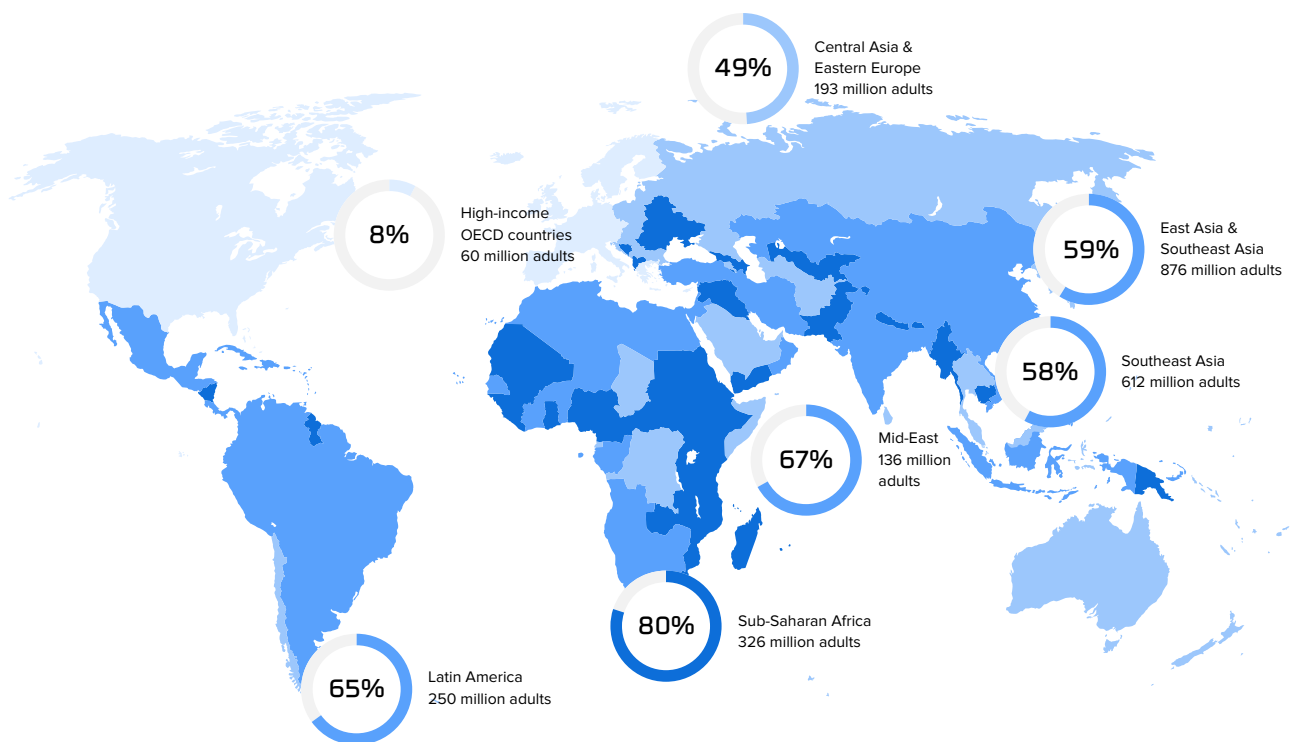 49%
Central Asia &
Eastern Europe
193 million adults
8%
High-income
OECD countries
60 million adults
59%
East Asia &
Southeast Asia
876 million adults
58%
Southeast Asia
612 million adults
67%
Mid-East
136 million
adults
80%
Sub-Saharan Africa
326 million adults
65%
Latin America
250 million adults